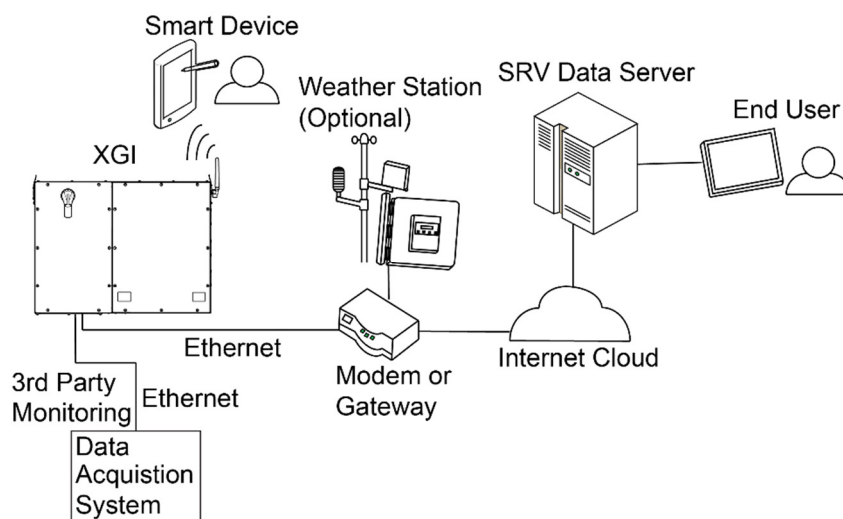 Smart Device
SRV Data Server
Weather Station
(Optional)
End User
XGI
Ethernet
Internet Cloud
Modem or
Gateway
3rd Party
Monitoring
Ethernet
Data
Acquistion
System